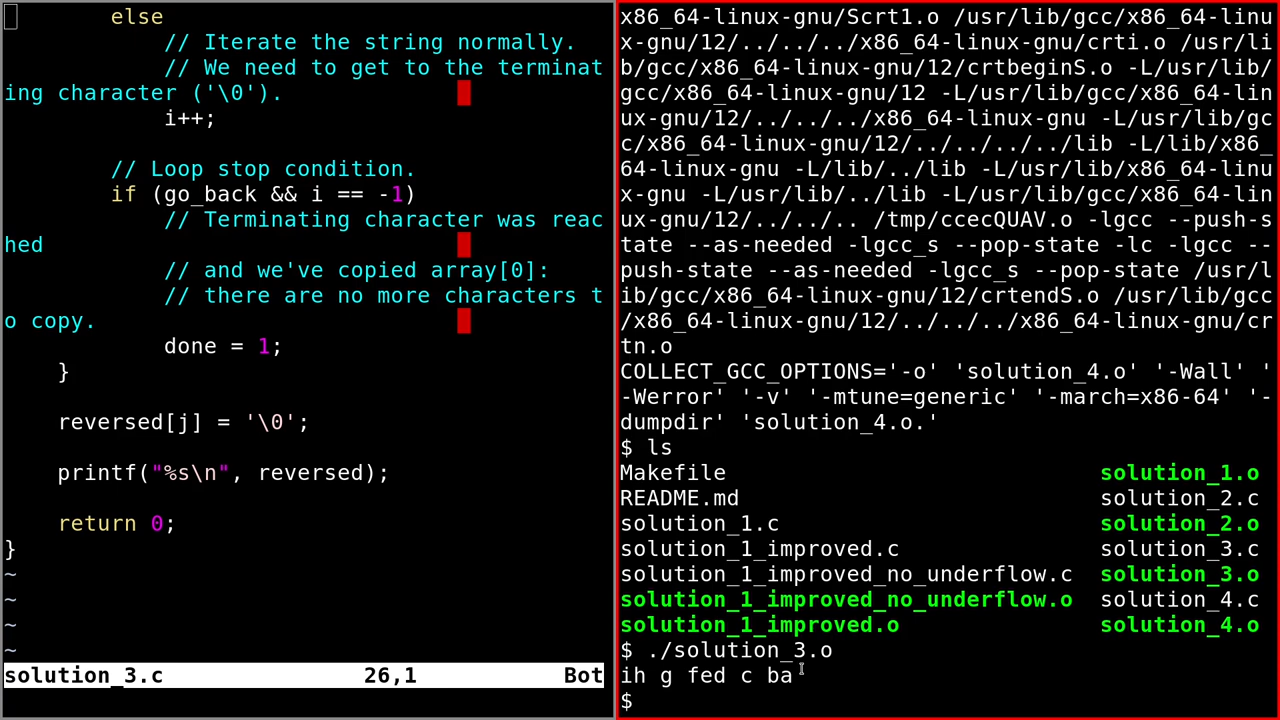 else
// Iterate the string normally.
// We need to get to the terminat
ing character ('\0').
i++;
// Loop stop condition.
if (go_back && i == -1)
// Terminating character was reac
hed
// and we've copied array[0]:
// there are no more characters t
o copy.
done = 1;
}
reversed[j] = '\0';
printf("%s\n", reversed);
return 0;
}
~
~
~
~
solution_3.c 26,1 Bot
x86_64-linux-gnu/Scrt1.o /usr/lib/gcc/x86_64-linu
x-gnu/12/../../../x86_64-linux-gnu/crti.o /usr/li
b/gcc/x86_64-linux-gnu/12/crtbeginS.o -L/usr/lib/
gcc/x86_64-linux-gnu/12 -L/usr/lib/gcc/x86_64-lin
ux-gnu/12/../../../x86_64-linux-gnu -L/usr/lib/gc
c/x86_64-linux-gnu/12/../../../../lib -L/lib/x86_
64-linux-gnu -L/lib/../lib -L/usr/lib/x86_64-linu
x-gnu -L/usr/lib/../lib -L/usr/lib/gcc/x86_64-lin
ux-gnu/12/../../.. /tmp/ccecQUAV.o -lgcc --push-s
tate --as-needed -lgcc_s --pop-state -lc -lgcc --
push-state --as-needed -lgcc_s --pop-state /usr/l
ib/gcc/x86_64-linux-gnu/12/crtendS.o /usr/lib/gcc
/x86_64-linux-gnu/12/../../../x86_64-linux-gnu/cr
tn.o
COLLECT_GCC_OPTIONS='-o' 'solution_4.o' '-Wall' '
-Werror' '-v' '-mtune=generic' '-march=x86-64' '-
dumpdir' 'solution_4.o.'
$ ls
Makefile solution_1.o
README.md solution_2.c
solution_1.c solution_2.o
solution_1_improved.c solution_3.c
solution_1_improved_no_underflow.c solution_3.o
solution_1_improved_no_underflow.o solution_4.c
solution_1_improved.o solution_4.o
$ ./solution_3.o
ih g fed c ba
$